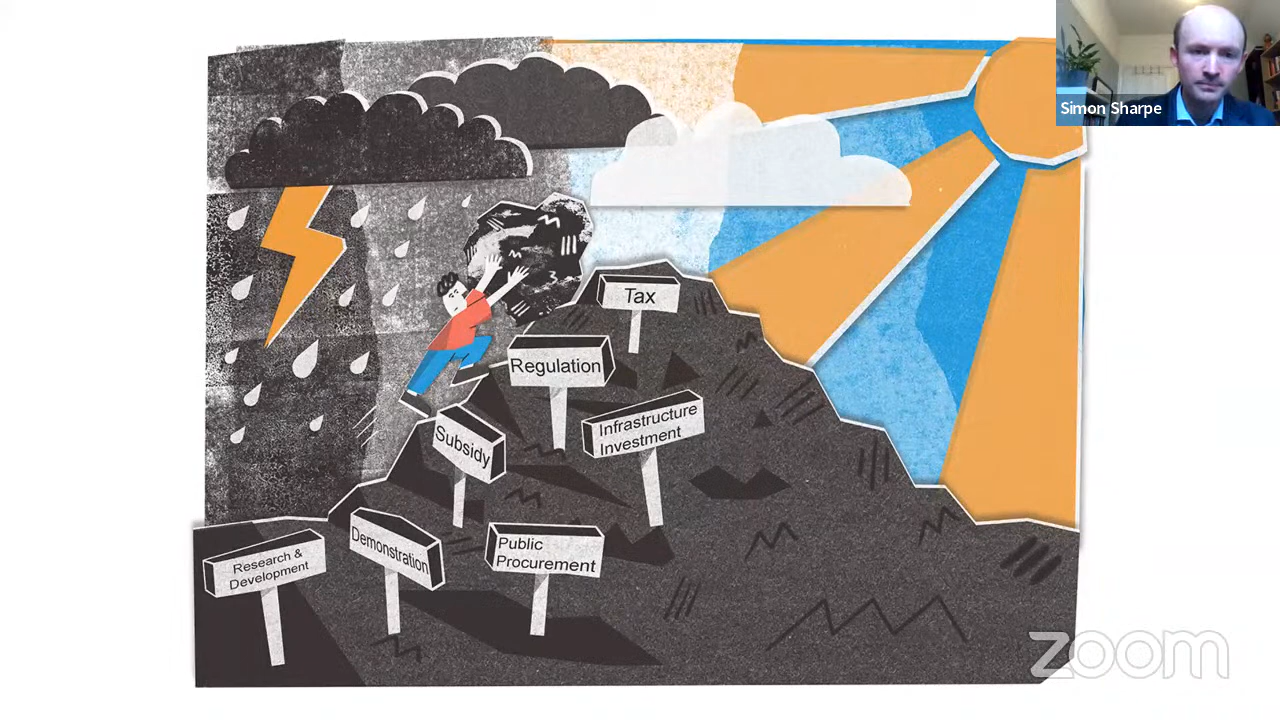 Simon Sharpe
Tax
Regulation
Infrastructure
Investment
Subsidy
Research &
Development
Demonstration
Public
Procurement
zoom